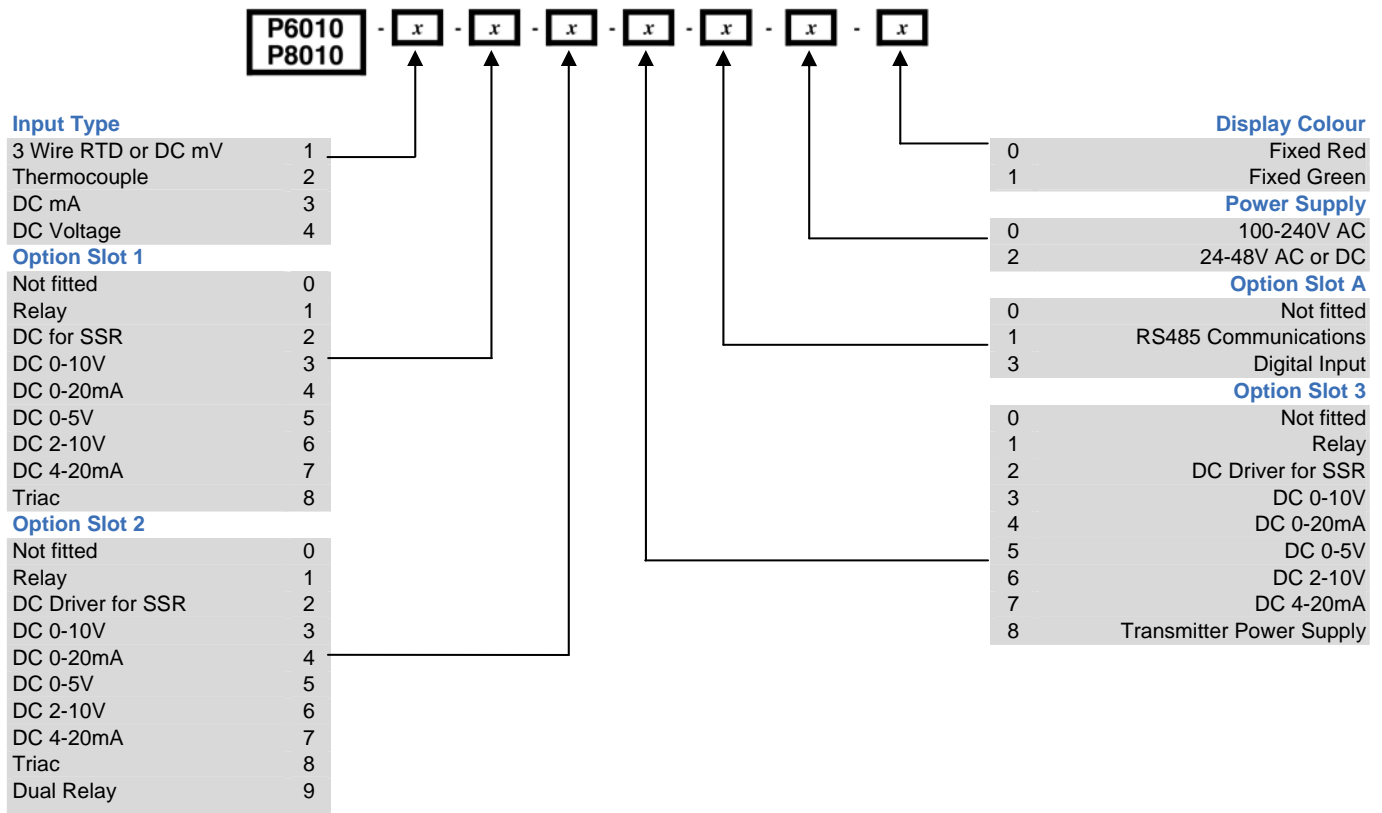 P6010 - x - x - x - x - x - x - x
P8010
Input Type
3 Wire RTD or DC mV 1
Thermocouple 2
DC mA 3
DC Voltage 4
Option Slot 1
Not fitted 0
Relay 1
DC for SSR 2
DC 0-10V 3
DC 0-20mA 4
DC 0-5V 5
DC 2-10V 6
DC 4-20mA 7
Triac 8
Option Slot 2
Not fitted 0
Relay 1
DC Driver for SSR 2
DC 0-10V 3
DC 0-20mA 4
DC 0-5V 5
DC 2-10V 6
DC 4-20mA 7
Triac 8
Dual Relay 9
Display Colour
0 Fixed Red
1 Fixed Green
Power Supply
0 100-240V AC
2 24-48V AC or DC
Option Slot A
0 Not fitted
1 RS485 Communications
3 Digital Input
Option Slot 3
0 Not fitted
1 Relay
2 DC Driver for SSR
3 DC 0-10V
4 DC 0-20mA
5 DC 0-5V
6 DC 2-10V
7 DC 4-20mA
8 Transmitter Power Supply